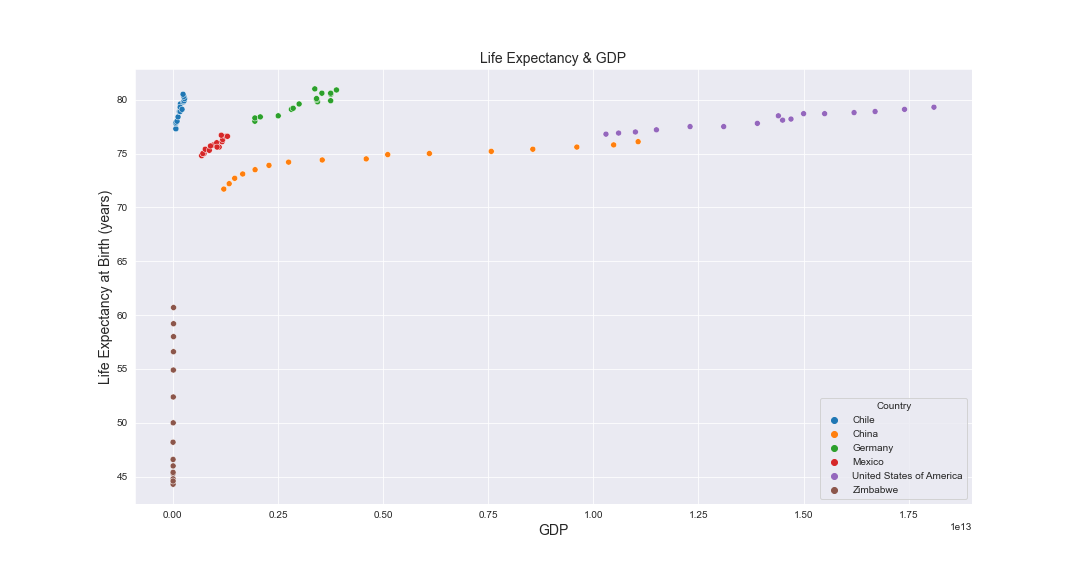 Life Expectancy & GDP
Life Expectancy at Birth (years)
80
75
70
65
60
55
50
45
Country
Chile
China
Germany
Mexico
United States of America
Zimbabwe
0.00 0.25 0.50 0.75 1.00 1.25 1.50 1.75
1e13
GDP